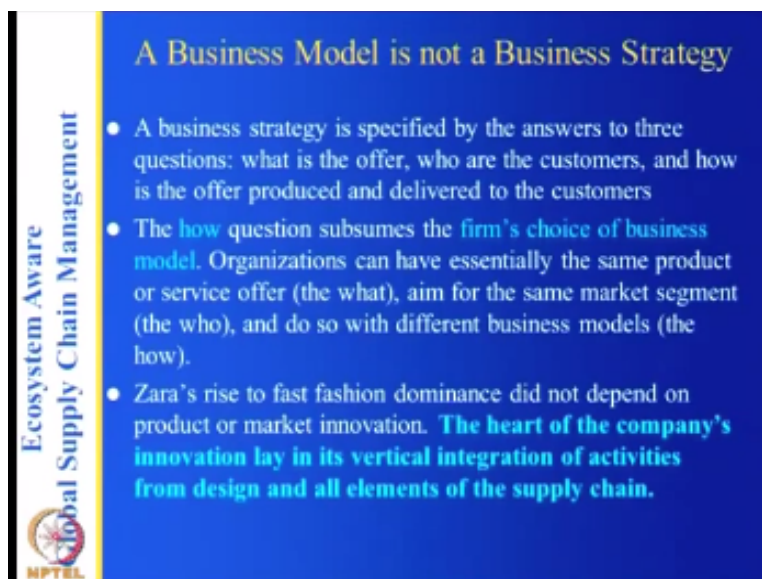 A Business Model is not a Business Strategy
A business strategy is specified by the answers to three
questions: what is the offer, who are the customers, and how
is the offer produced and delivered to the customers
The how question subsumes the firm's choice of business
model. Organizations can have essentially the same product
or service offer (the what), aim for the same market segment
(the who), and do so with different business models (the
how).
Zara's rise to fast fashion dominance did not depend on
product or market innovation. The heart of the company's
innovation lay in its vertical integration of activities
from design and all elements of the supply chain.
Ecosystem Aware
Global Supply Chain Management
NPTEL